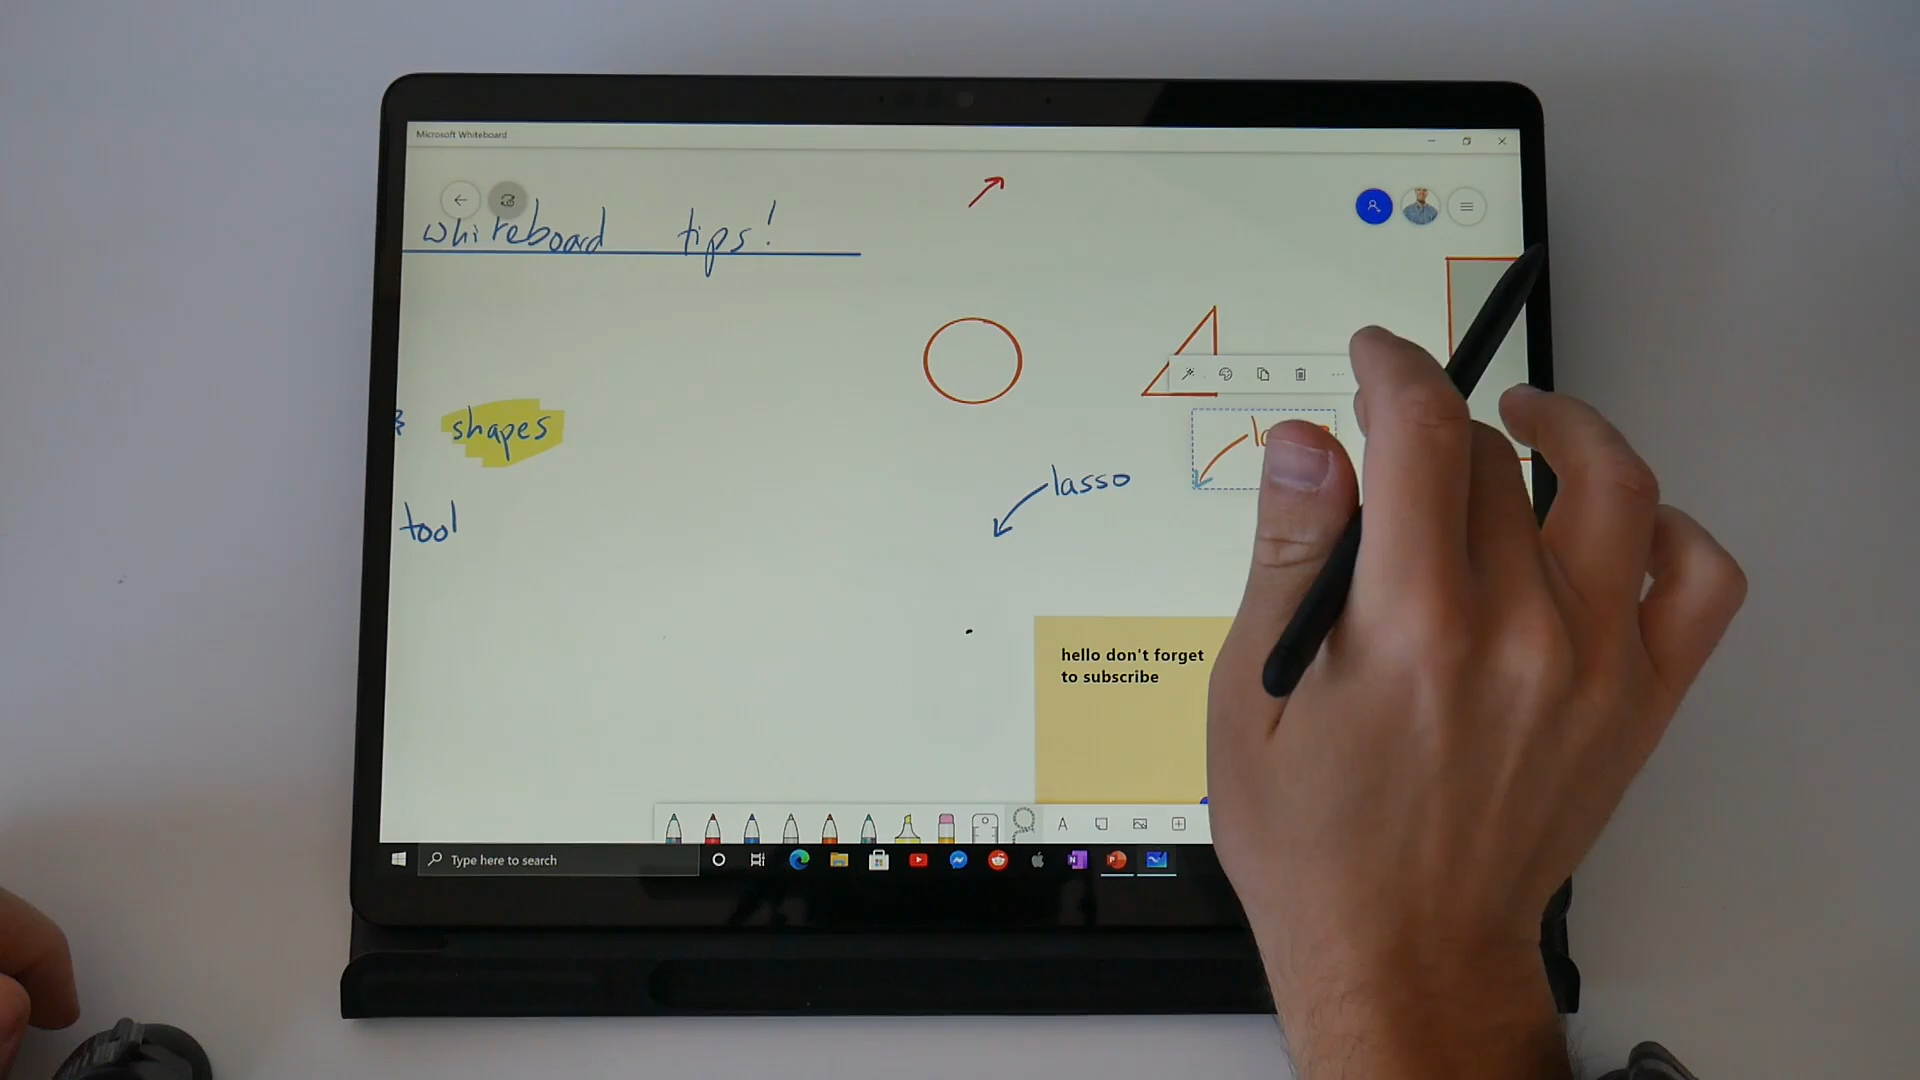 Microsoft Whiteboard
whiteboard tips!
shapes
lasso
tool
hello don't forget
to subscribe
A
Type here to search